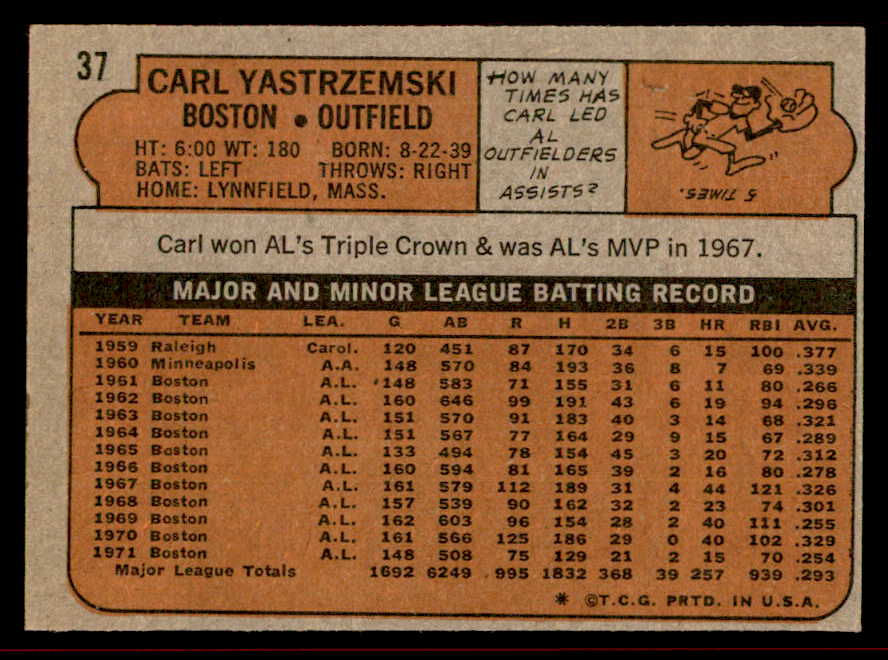 37
CARL YASTRZEMSKI
BOSTON • OUTFIELD
HT: 6:00 WT: 180 BORN: 8-22-39
BATS: LEFT THROWS: RIGHT
HOME: LYNNFIELD, MASS.
HOW MANY
TIMES HAS
CARL LED
AL
OUTFIELDERS
IN
ASSISTS?
5 TIMES.
Carl won AL's Triple Crown & was AL's MVP in 1967.
MAJOR AND MINOR LEAGUE BATTING RECORD
YEAR TEAM LEA. G AB R H 2B 3B HR RBI AVG.
1959 Raleigh Carol. 120 451 87 170 34 6 15 100 .377
1960 Minneapolis A.A. 148 570 84 193 36 8 7 69 .339
1961 Boston A.L. 148 583 71 155 31 6 11 80 .266
1962 Boston A.L. 160 646 99 191 43 6 19 94 .296
1963 Boston A.L. 151 570 91 183 40 3 14 68 .321
1964 Boston A.L. 151 567 77 164 29 9 15 67 .289
1965 Boston A.L. 133 494 78 154 45 3 20 72 .312
1966 Boston A.L. 160 594 81 165 39 2 16 80 .278
1967 Boston A.L. 161 579 112 189 31 4 44 121 .326
1968 Boston A.L. 157 539 90 162 32 2 23 74 .301
1969 Boston A.L. 162 603 96 154 28 2 40 111 .255
1970 Boston A.L. 161 566 125 186 29 0 40 102 .329
1971 Boston A.L. 148 508 75 129 21 2 15 70 .254
Major League Totals 1692 6249 995 1832 368 39 257 939 .293
* ©T.C.G. PRTD. IN U.S.A.